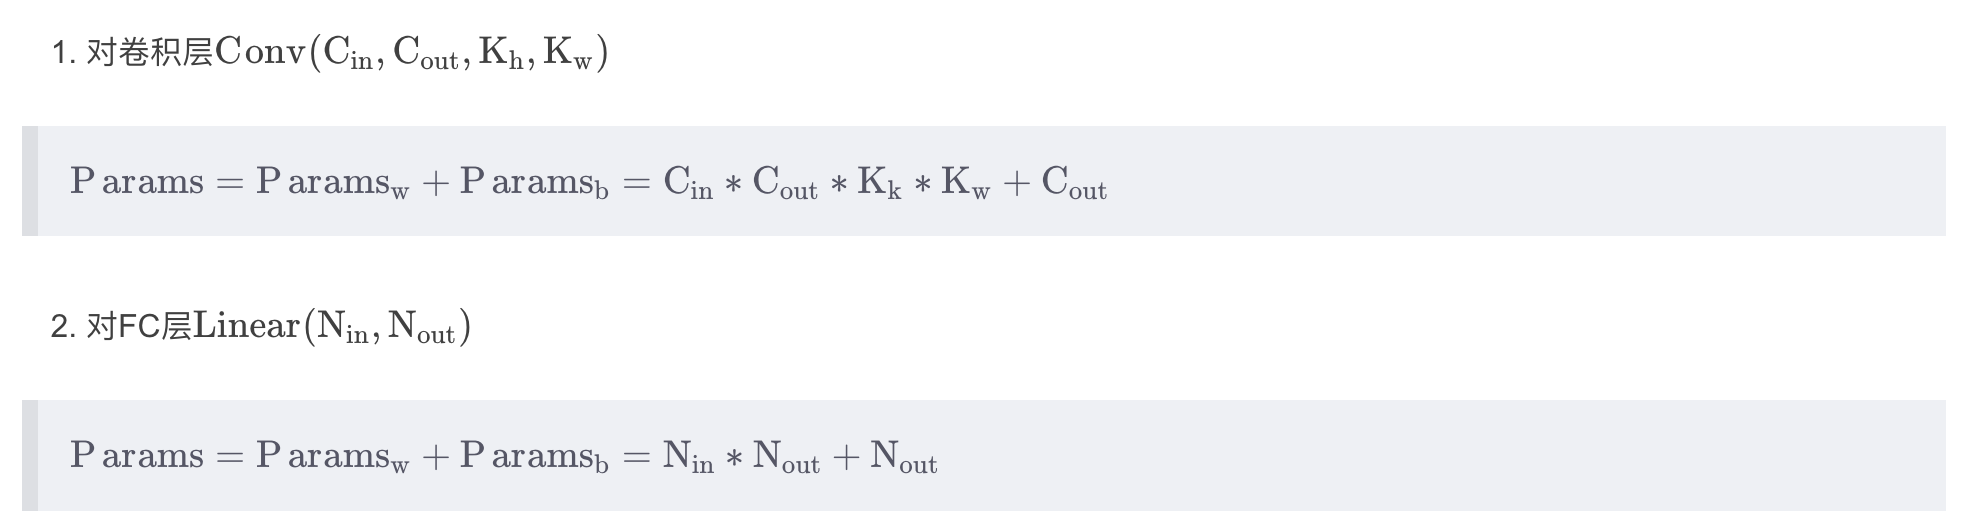 1. 对卷积层Conv(C_in, C_out, K_h, K_w)
Params = Params_w + Params_b = C_in * C_out * K_k * K_w + C_out
2. 对FC层Linear(N_in, N_out)
Params = Params_w + Params_b = N_in * N_out + N_out